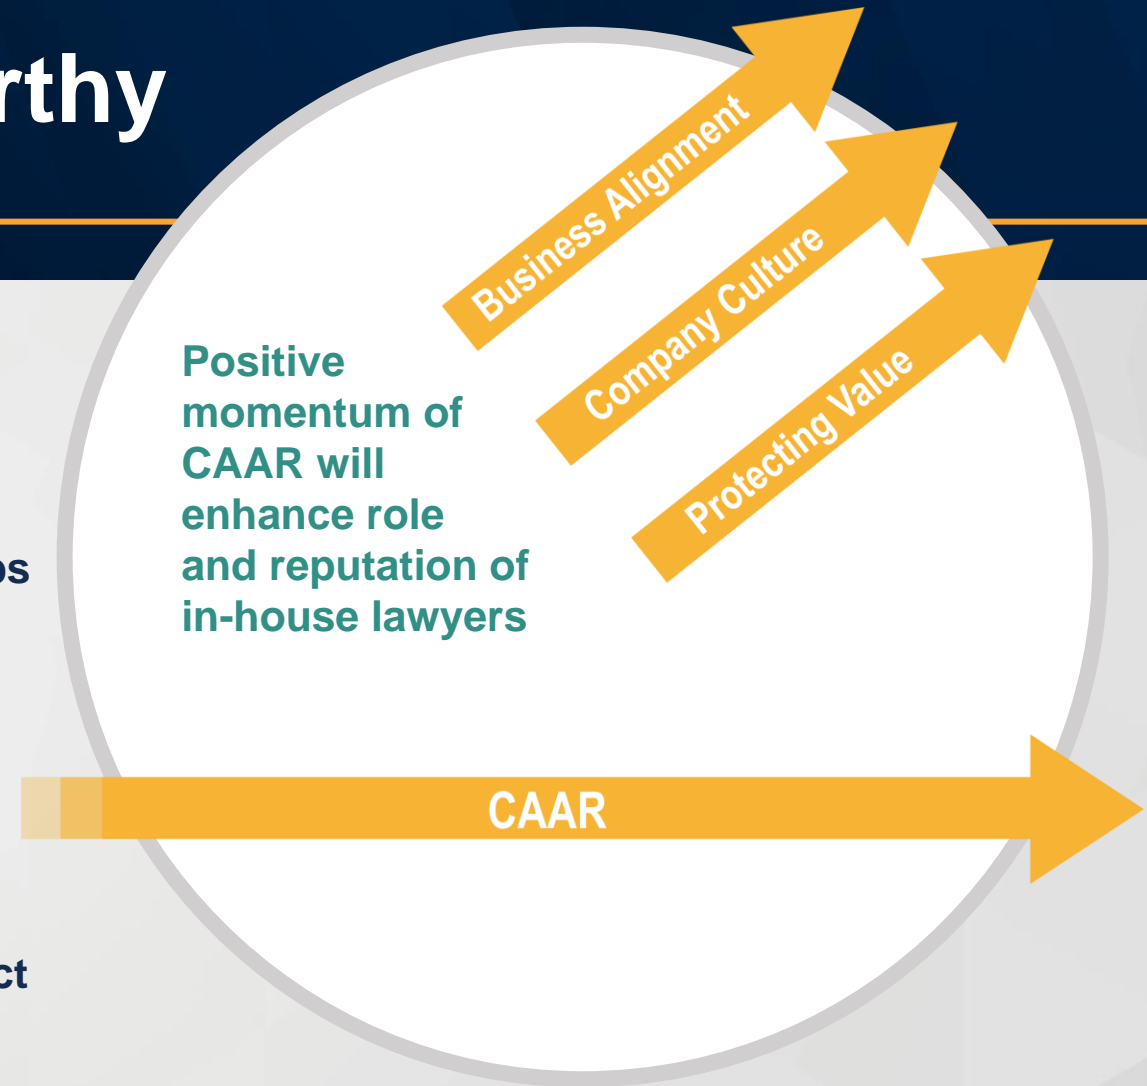 rthy
Business Alignment
Company Culture
Protecting Value
Positive
momentum of
CAAR will
enhance role
and reputation of
in-house lawyers
os
CAAR
ct